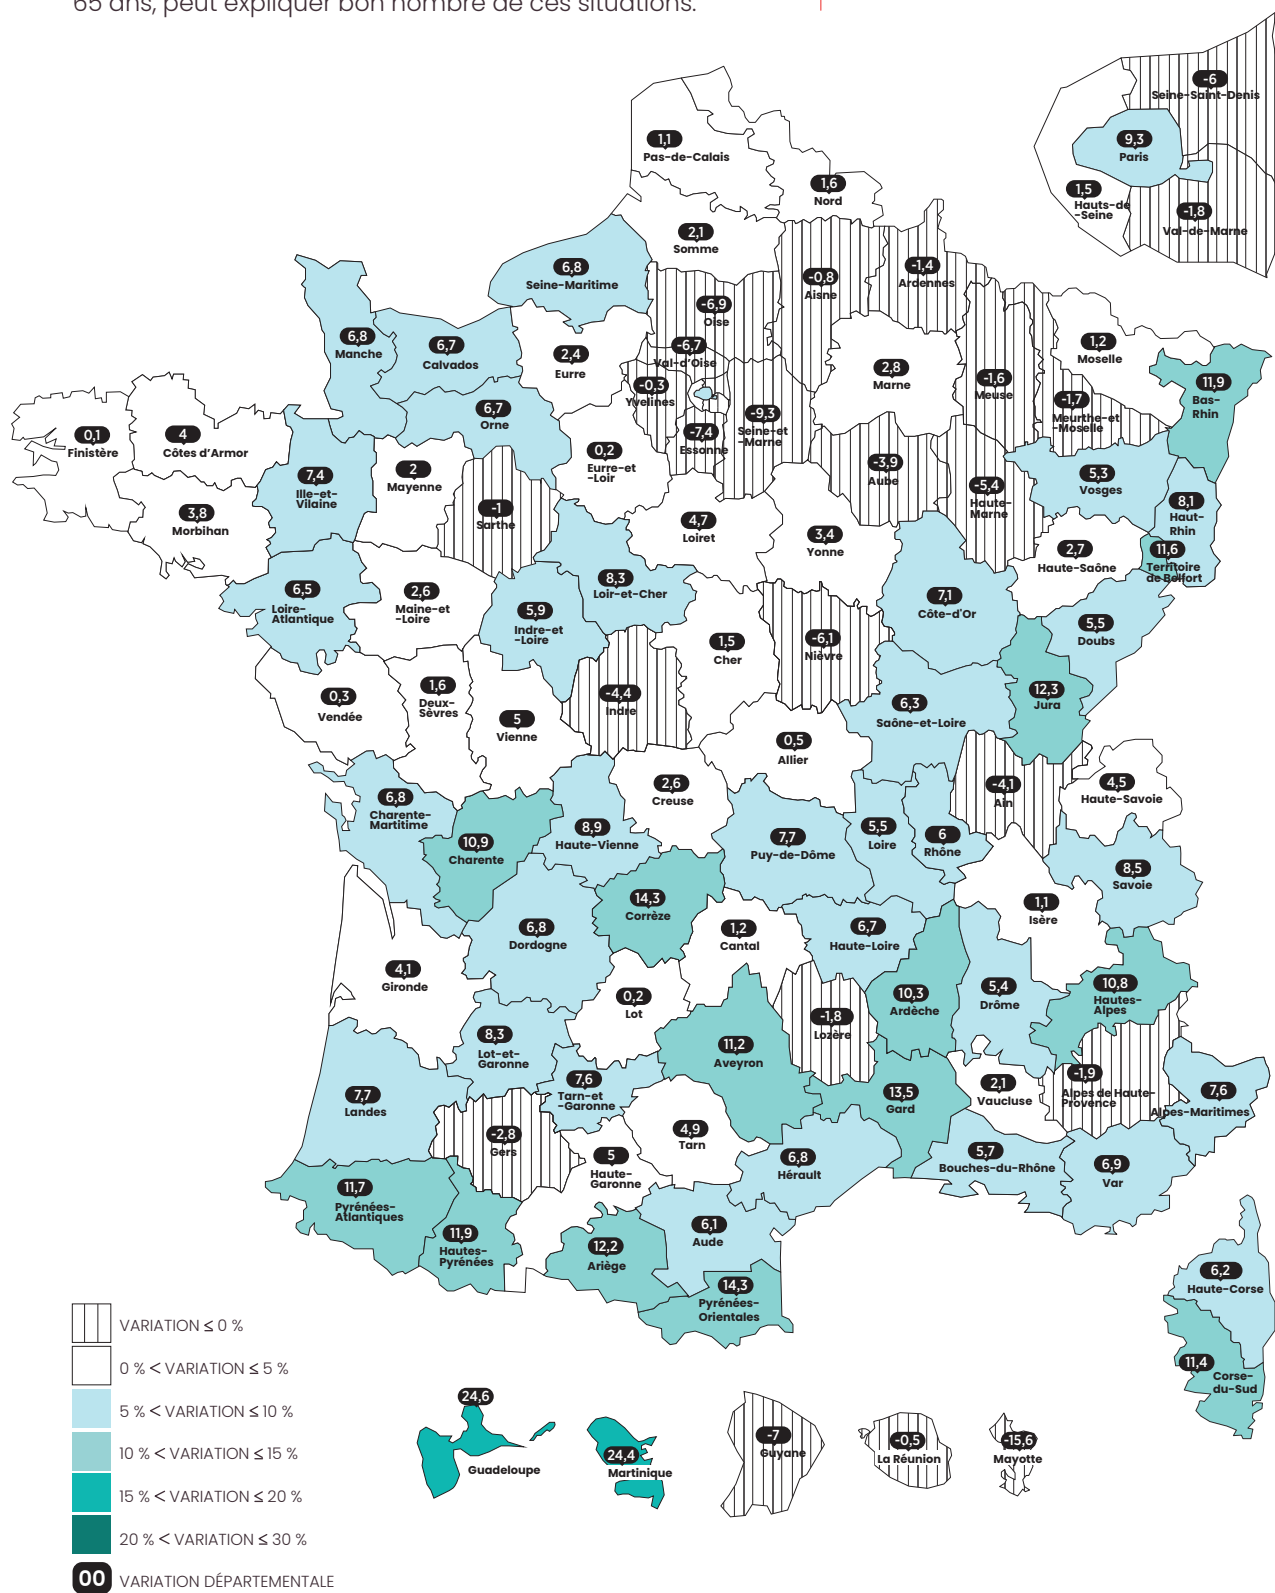 65 ans, peut expliquer bon nombre de ces situations.
-6
Seine-Saint-Denis
9,3
Paris
1,5
Hauts-de
-Seine
-1,8
Val-de-Marne
1,1
Pas-de-Calais
1,6
Nord
2,1
Somme
6,8
Seine-Maritime
-0,8
Aisne
-1,4
Ardennes
-6,9
Oise
6,8
Manche
6,7
Calvados
2,4
Eurre
-6,7
Val-d'Oise
2,8
Marne
1,2
Moselle
-1,6
Meuse
-0,3
Yvelines
-1,7
Meurthe-et
-Moselle
11,9
Bas-
Rhin
6,7
Orne
-9,3
Seine-et
-Marne
-7,4
Essonne
0,1
Finistère
4
Côtes d'Armor
0,2
Eurre-et
-Loir
7,4
Ille-et-
Vilaine
2
Mayenne
-3,9
Aube
-5,4
Haute-
Marne
5,3
Vosges
8,1
Haut-
Rhin
3,8
Morbihan
-1
Sarthe
4,7
Loiret
3,4
Yonne
2,7
Haute-Saône
11,6
Territoire
de Belfort
6,5
Loire-
Atlantique
2,6
Maine-et
-Loire
8,3
Loir-et-Cher
5,9
Indre-et
-Loire
7,1
Côte-d'Or
5,5
Doubs
1,5
Cher
-6,1
Nièvre
0,3
Vendée
1,6
Deux-
Sèvres
5
Vienne
-4,4
Indre
6,3
Saône-et-Loire
12,3
Jura
0,5
Allier
6,8
Charente-
Martitime
2,6
Creuse
-4,1
Ain
4,5
Haute-Savoie
10,9
Charente
8,9
Haute-Vienne
7,7
Puy-de-Dôme
5,5
Loire
6
Rhône
8,5
Savoie
14,3
Corrèze
1,1
Isère
6,8
Dordogne
1,2
Cantal
6,7
Haute-Loire
4,1
Gironde
0,2
Lot
-1,8
Lozère
10,3
Ardèche
5,4
Drôme
10,8
Hautes-
Alpes
8,3
Lot-et-
Garonne
11,2
Aveyron
7,7
Landes
7,6
Tarn-et
-Garonne
13,5
Gard
2,1
Vaucluse
-1,9
Alpes de Haute-
Provence
7,6
Alpes-Maritimes
-2,8
Gers
4,9
Tarn
5
Haute-
Garonne
6,8
Hérault
5,7
Bouches-du-Rhône
6,9
Var
11,7
Pyrénées-
Atlantiques
11,9
Hautes-
Pyrénées
12,2
Ariège
6,1
Aude
14,3
Pyrénées-
Orientales
6,2
Haute-Corse
11,4
Corse-
du-Sud
VARIATION ≤ 0 %
0 % < VARIATION ≤ 5 %
5 % < VARIATION ≤ 10 %
10 % < VARIATION ≤ 15 %
15 % < VARIATION ≤ 20 %
20 % < VARIATION ≤ 30 %
00 VARIATION DÉPARTEMENTALE
24,6
Guadeloupe
24,4
Martinique
-7
Guyane
-0,5
La Réunion
-15,6
Mayotte